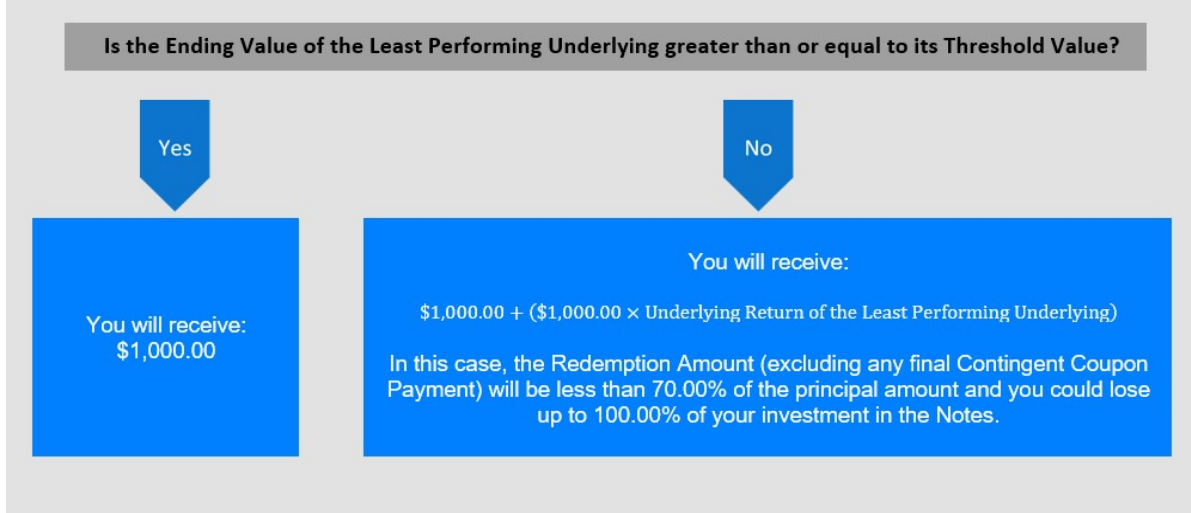 Is the Ending Value of the Least Performing Underlying greater than or equal to its Threshold Value?
Yes
No
You will receive:
$1,000.00
You will receive:
$1,000.00 + ($1,000.00 × Underlying Return of the Least Performing Underlying)
In this case, the Redemption Amount (excluding any final Contingent Coupon
Payment) will be less than 70.00% of the principal amount and you could lose
up to 100.00% of your investment in the Notes.